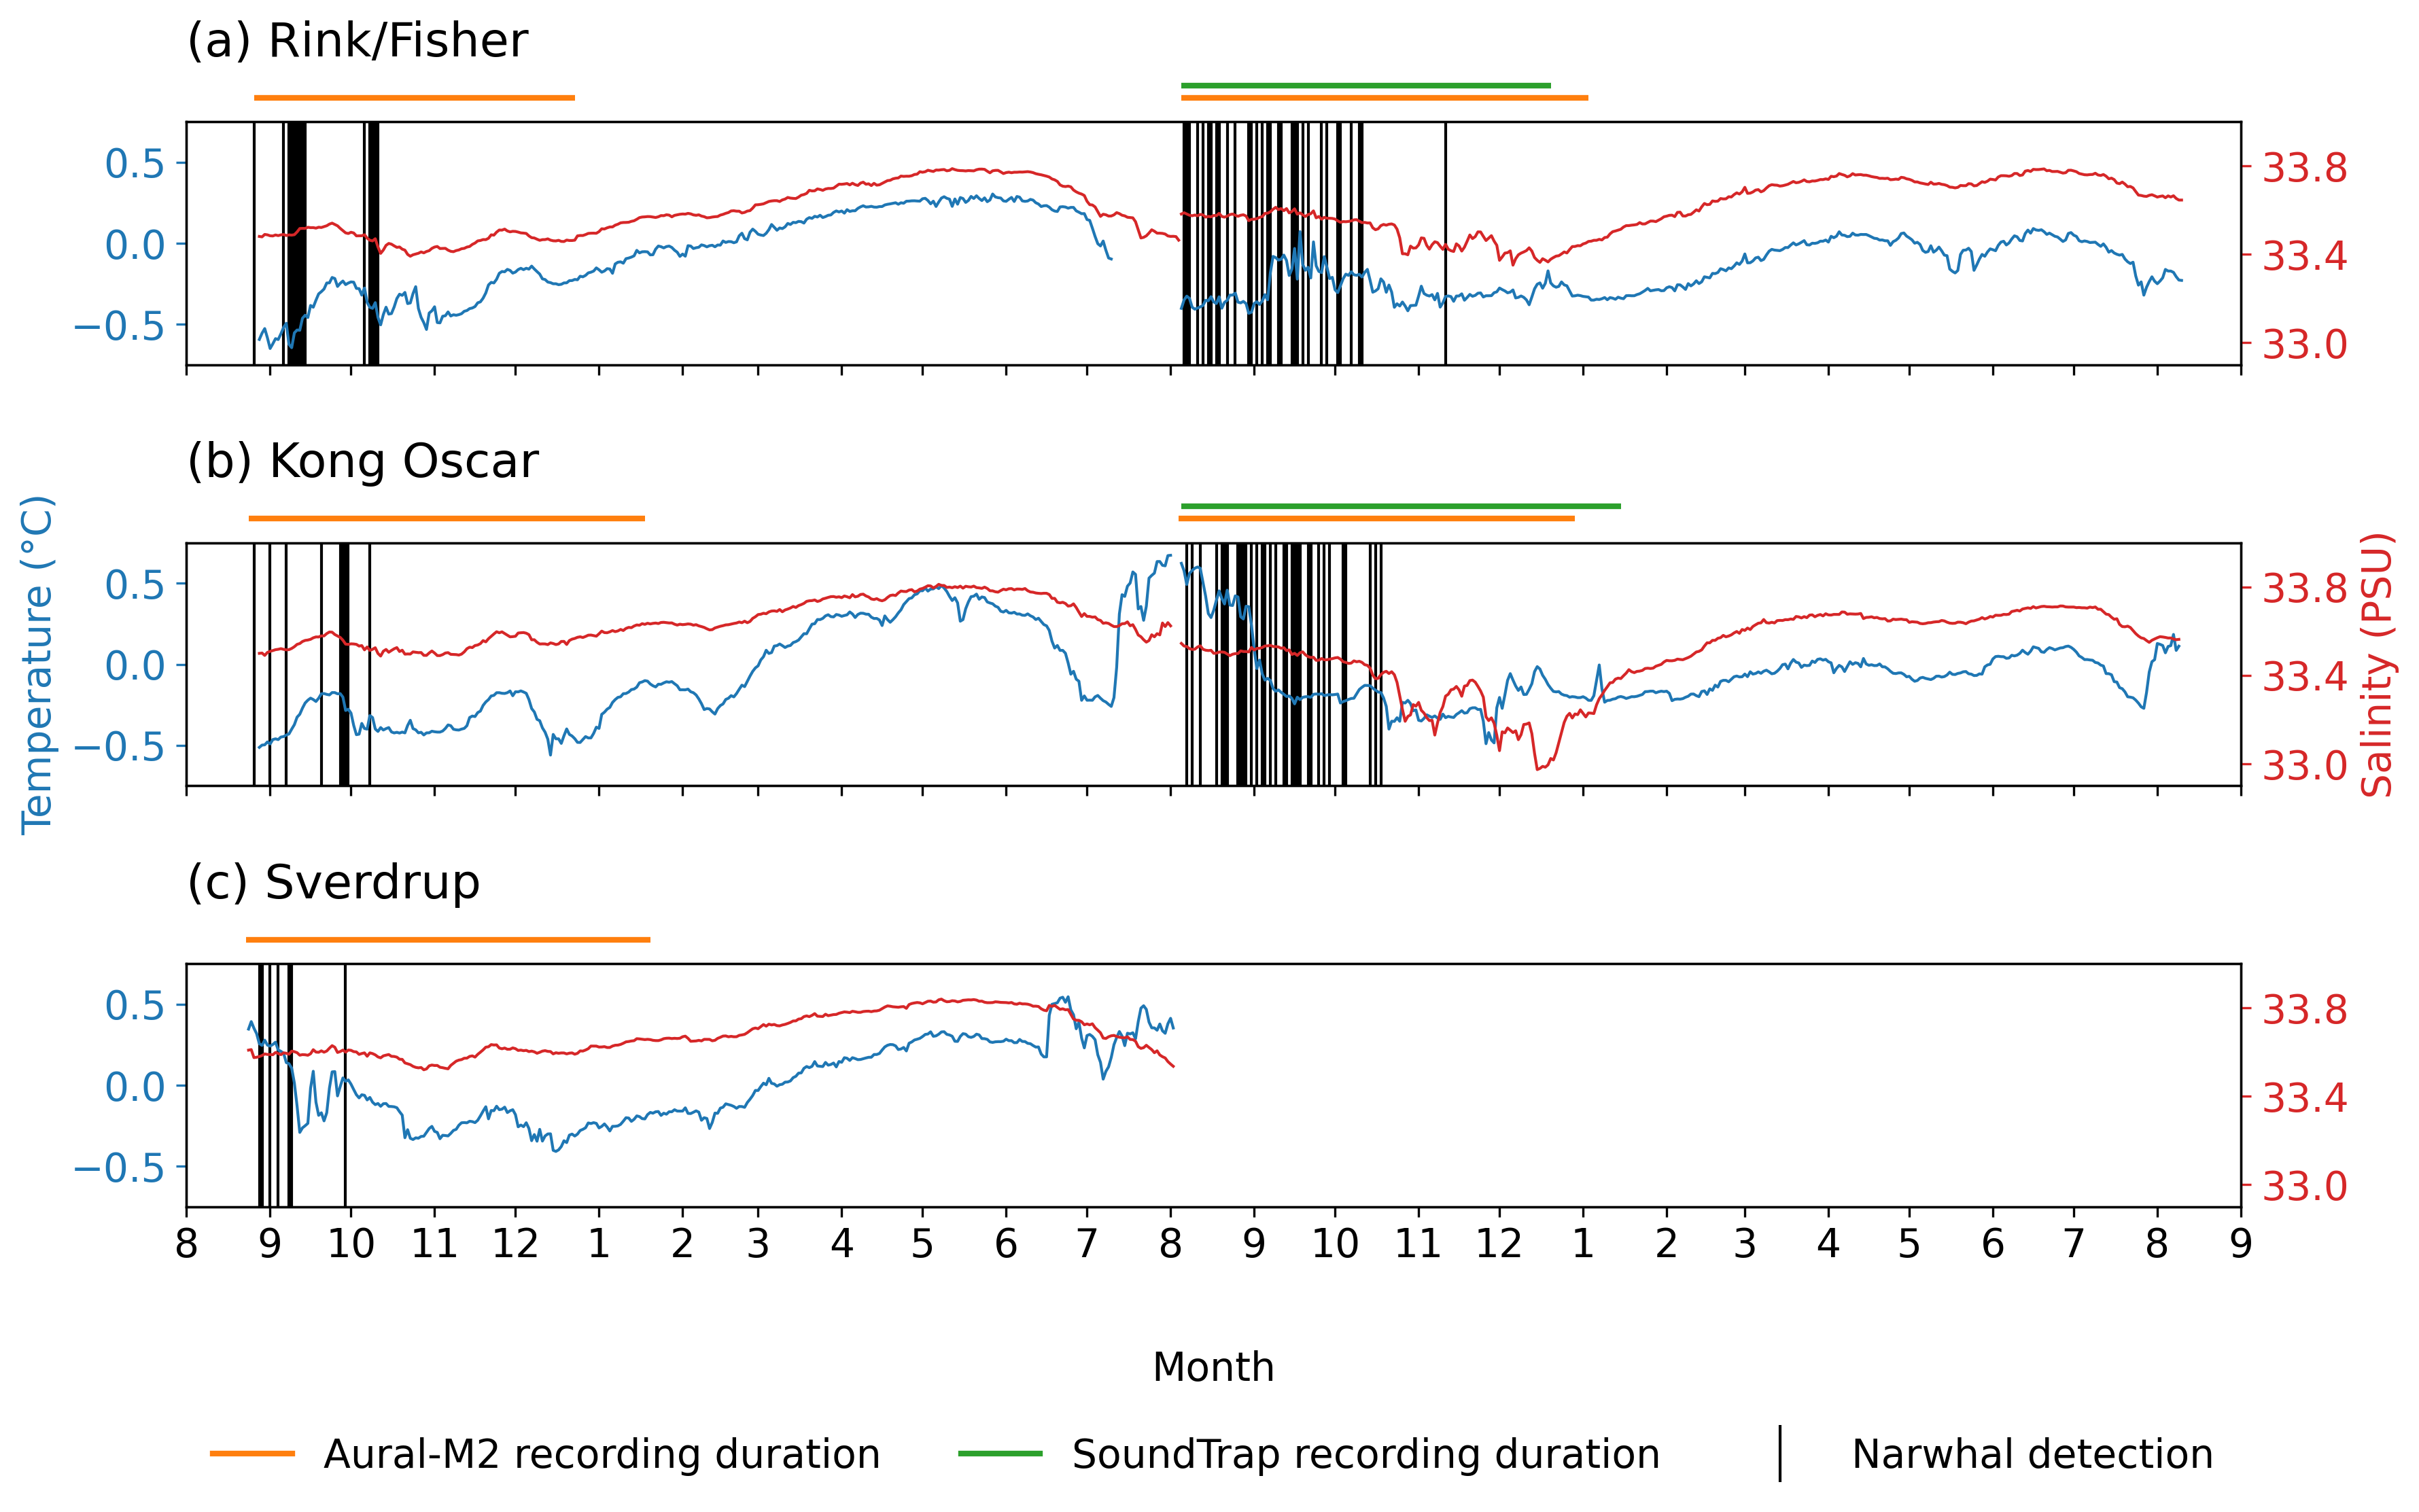 (a) Rink/Fisher
0.5
0.0
−0.5
33.8
33.4
33.0
(b) Kong Oscar
0.5
0.0
−0.5
33.8
33.4
33.0
Temperature (°C)
Salinity (PSU)
(c) Sverdrup
0.5
0.0
−0.5
33.8
33.4
33.0
8 9 10 11 12 1 2 3 4 5 6 7 8 9 10 11 12 1 2 3 4 5 6 7 8 9
Month
Aural-M2 recording duration SoundTrap recording duration Narwhal detection